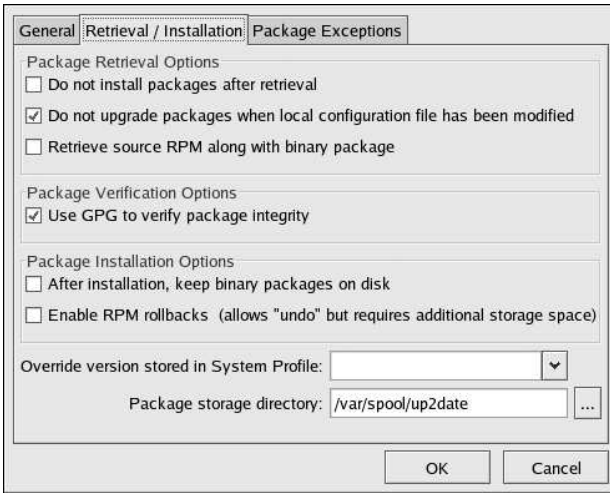 General Retrieval / Installation Package Exceptions
Package Retrieval Options
Do not install packages after retrieval
Do not upgrade packages when local configuration file has been modified
Retrieve source RPM along with binary package
Package Verification Options
Use GPG to verify package integrity
Package Installation Options
After installation, keep binary packages on disk
Enable RPM rollbacks (allows "undo" but requires additional storage space)
Override version stored in System Profile:
Package storage directory: /var/spool/up2date ...
OK Cancel